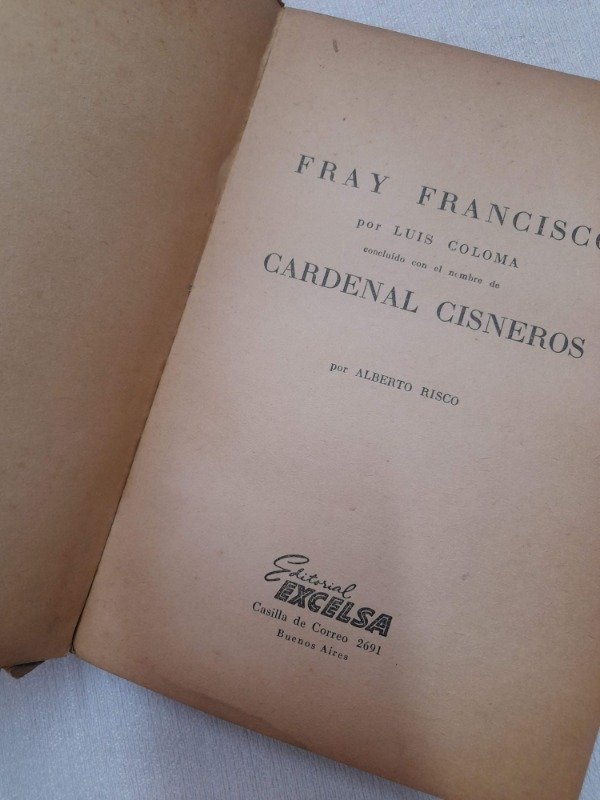 FRAY FRANCISCO
por LUIS COLOMA
concluido con el nombre de
CARDENAL CISNEROS
por ALBERTO RISCO
Editorial
EXCELSA
Casilla de Correo 2691
Buenos Aires